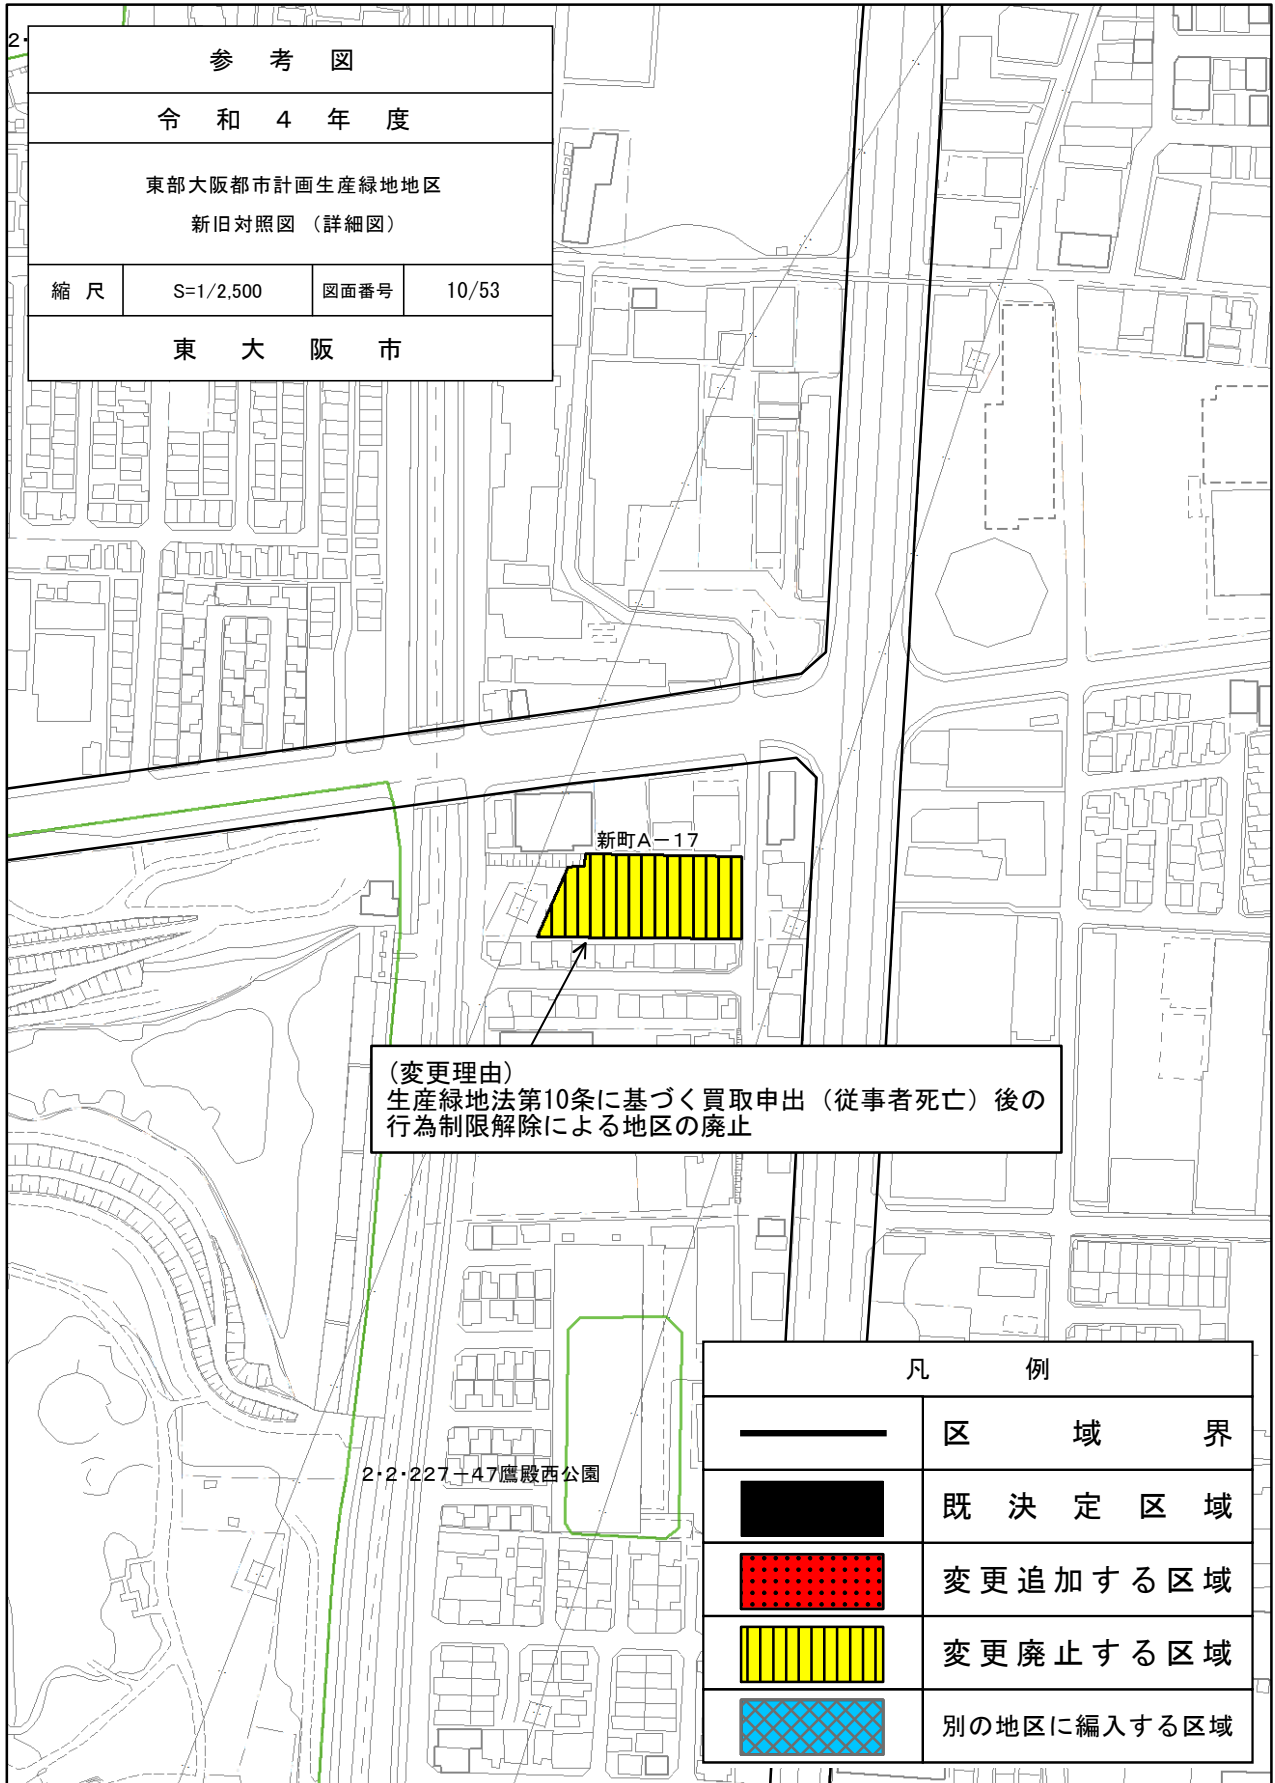 参考図
令和4年度
東部大阪都市計画生産緑地地区
新旧対照図（詳細図）
縮尺 S=1/2,500 図面番号 10/53
東大阪市
2・
新町A－17
(変更理由)
生産緑地法第10条に基づく買取申出（従事者死亡）後の
行為制限解除による地区の廃止
2・2・227－47鷹殿西公園
凡例
区域界
既決定区域
変更追加する区域
変更廃止する区域
別の地区に編入する区域